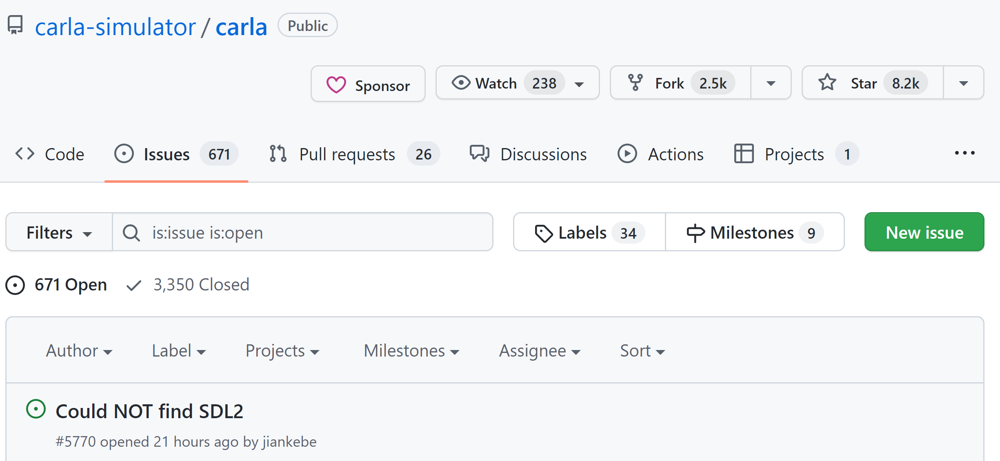 carla-simulator / carla Public
Sponsor Watch 238 Fork 2.5k Star 8.2k
Code Issues 671 Pull requests 26 Discussions Actions Projects 1
Filters is:issue is:open Labels 34 Milestones 9 New issue
671 Open 3,350 Closed
Author Label Projects Milestones Assignee Sort
Could NOT find SDL2
#5770 opened 21 hours ago by jiankebe